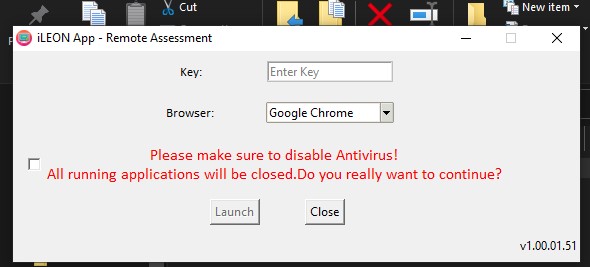 Cut
New item
iLEON App - Remote Assessment
Key:
Enter Key
Browser:
Google Chrome
Please make sure to disable Antivirus!
All running applications will be closed.Do you really want to continue?
Launch
Close
v1.00.01.51